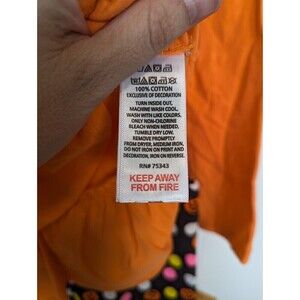 100% COTTON
EXCLUSIVE OF DECORATION
TURN INSIDE OUT,
MACHINE WASH COOL,
WASH WITH LIKE COLORS,
ONLY NON-CHLORINE
BLEACH WHEN NEEDED,
TUMBLE DRY LOW.
REMOVE PROMPTLY
FROM DRYER, MEDIUM IRON,
DO NOT IRON ON PRINT AND
DECORATION, IRON ON REVERSE.
RN# 75343
KEEP AWAY
FROM FIRE